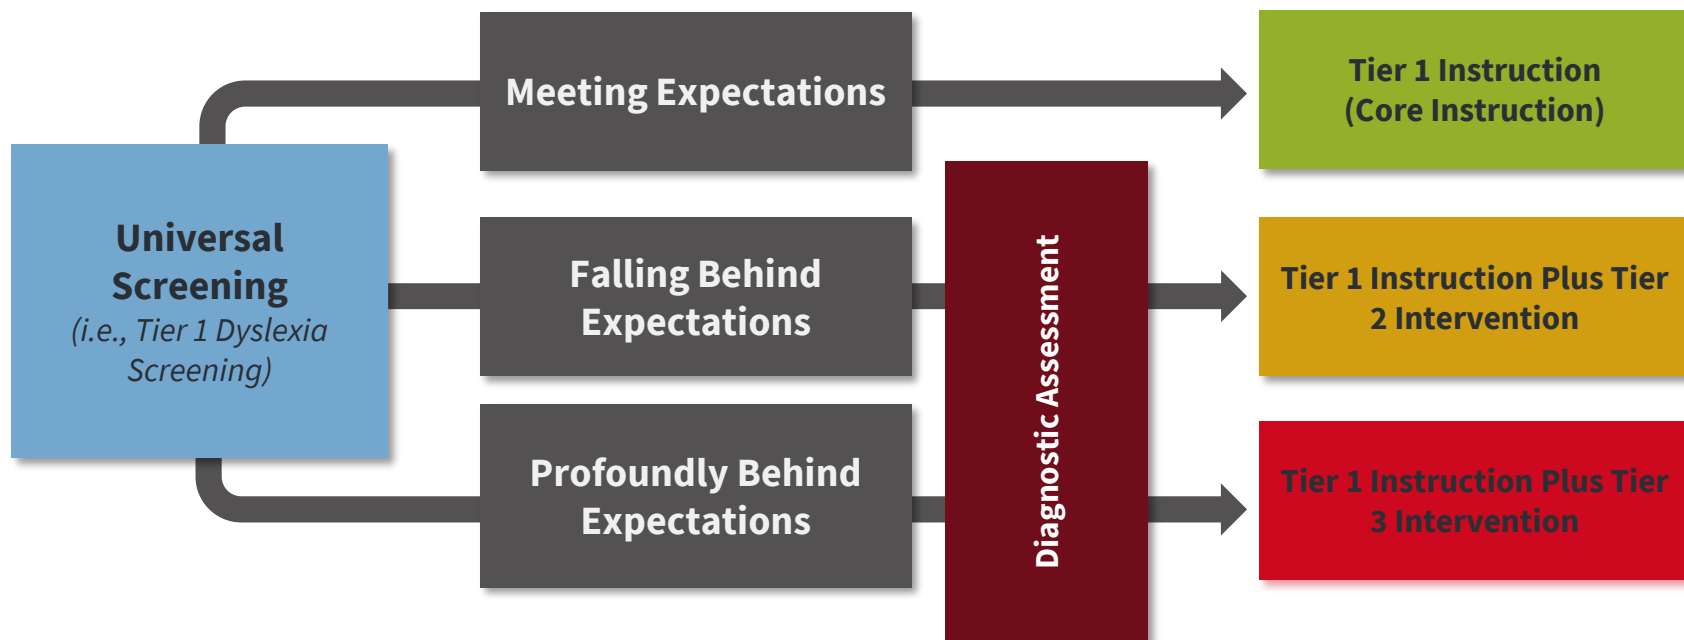 Universal
Screening
(i.e., Tier 1 Dyslexia
Screening)
Meeting Expectations
Falling Behind
Expectations
Profoundly Behind
Expectations
Diagnostic Assessment
Tier 1 Instruction
(Core Instruction)
Tier 1 Instruction Plus Tier
2 Intervention
Tier 1 Instruction Plus Tier
3 Intervention